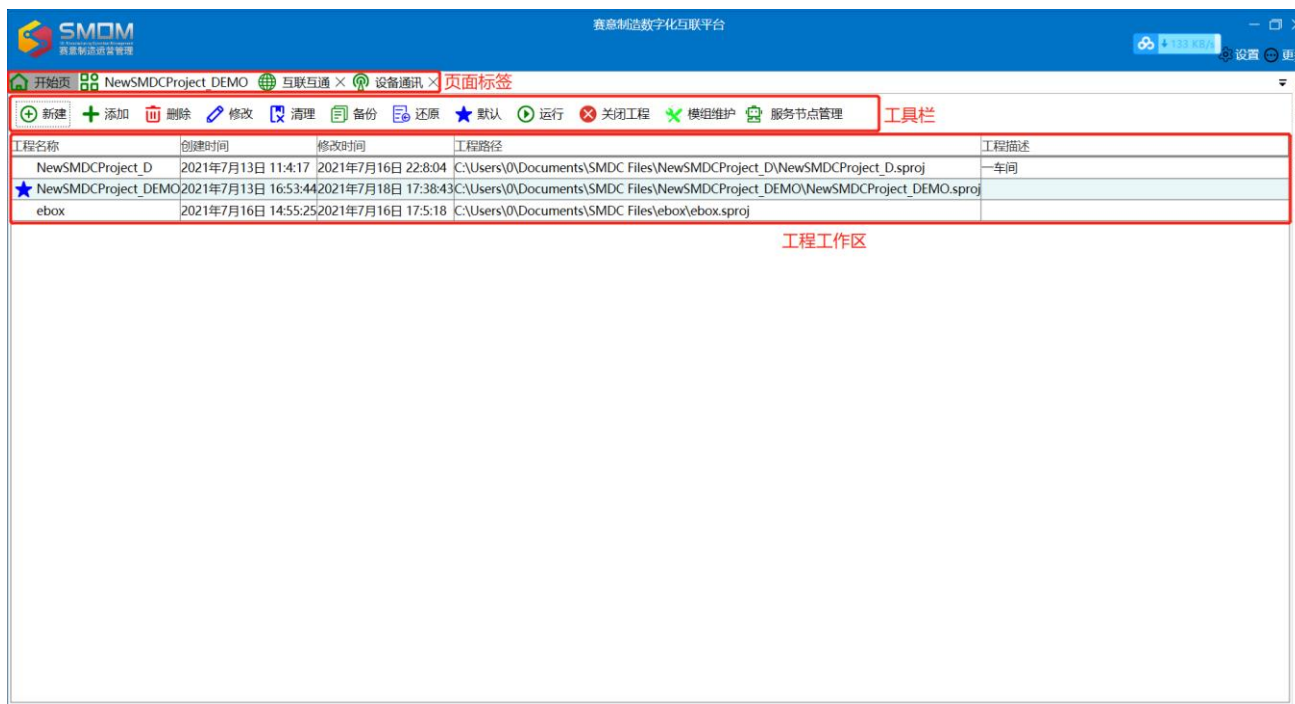 赛意制造数字化互联平台
SMOM
赛意制造运营管理
133 KB/s
设置 更
开始页 NewSMDCProject_DEMO 互联互通 设备通讯 页面标签
新建 添加 删除 修改 清理 备份 还原 默认 运行 关闭工程 模组维护 服务节点管理 工具栏
工程名称 创建时间 修改时间 工程路径 工程描述
NewSMDCProject_D 2021年7月13日 11:4:17 2021年7月16日 22:8:04 C:\Users\0\Documents\SMDC Files\NewSMDCProject_D\NewSMDCProject_D.sproj 一车间
NewSMDCProject_DEMO 2021年7月13日 16:53:44 2021年7月18日 17:38:43 C:\Users\0\Documents\SMDC Files\NewSMDCProject_DEMO\NewSMDCProject_DEMO.sproj
ebox 2021年7月16日 14:55:25 2021年7月16日 17:5:18 C:\Users\0\Documents\SMDC Files\ebox\ebox.sproj
工程工作区